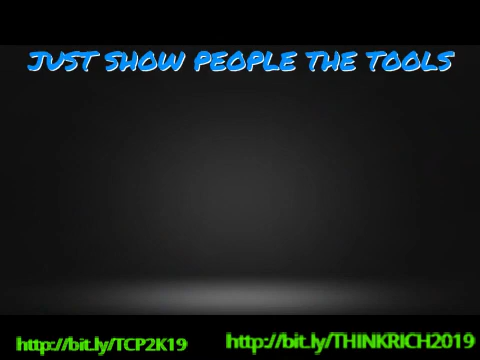 JUST SHOW PEOPLE THE TOOLS
http://bit.ly/TCP2K19
http://bit.ly/THINKRICH2019